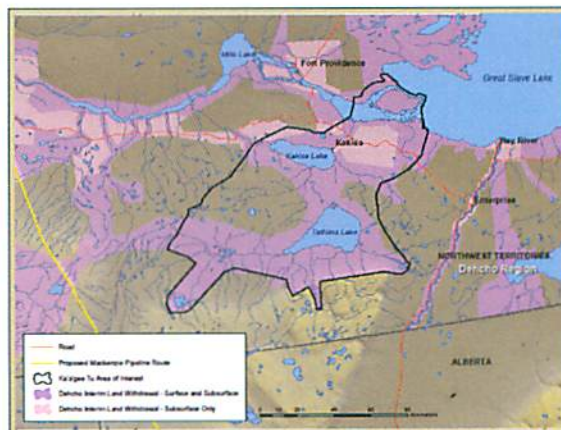 Mills Lake
Fort Providence
Great Slave Lake
Kakisa
Kakisa Lake
Hay River
Enterprise
Tathlina Lake
NORTHWEST TERRITORIES
Dehcho Region
ALBERTA
Road
Proposed Mackenzie Pipeline Route
Ka'a'gee Tu Area of Interest
Dehcho Interim Land Withdrawal - Surface and Subsurface
Dehcho Interim Land Withdrawal - Subsurface Only